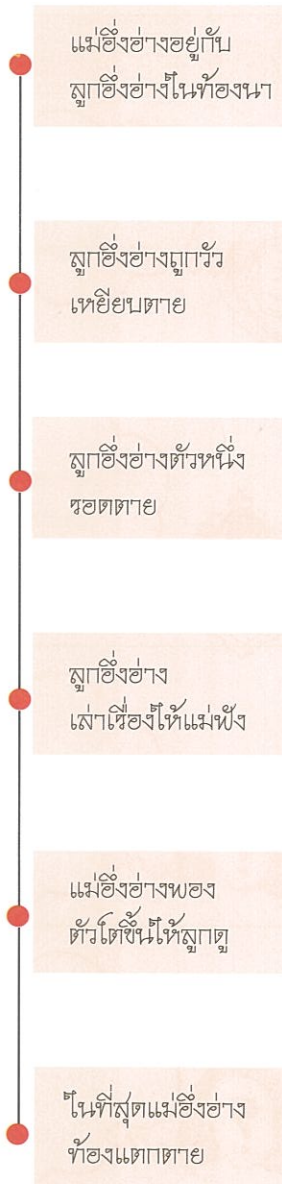 แม่อึ่งอ่างอยู่กับ
ลูกอึ่งอ่างในท้องนา
ลูกอึ่งอ่างถูกวัว
เหยียบตาย
ลูกอึ่งอ่างตัวหนึ่ง
รอดตาย
ลูกอึ่งอ่าง
เล่าเรื่องให้แม่ฟัง
แม่อึ่งอ่างพอง
ตัวโตขึ้นให้ลูกดู
ในที่สุดแม่อึ่งอ่าง
ท้องแตกตาย